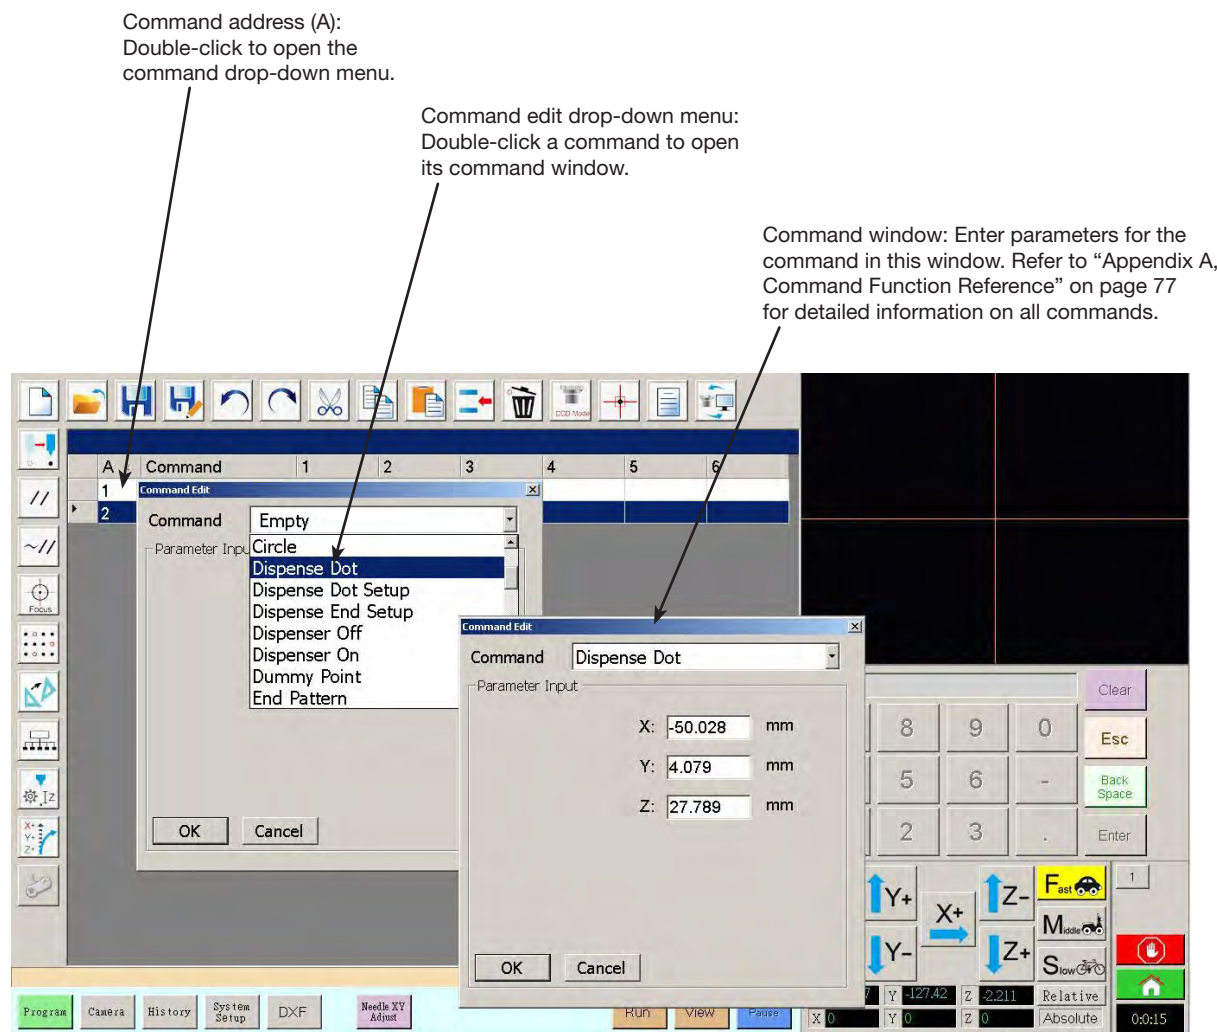 Command address (A):
Double-click to open the
command drop-down menu.
Command edit drop-down menu:
Double-click a command to open
its command window.
Command window: Enter parameters for the
command in this window. Refer to “Appendix A,
Command Function Reference” on page 77
for detailed information on all commands.
CCD Mode
A Command 1 2 3 4 5 6
1
2
Command Edit
Command Empty
Parameter Inpu
Circle
Dispense Dot
Dispense Dot Setup
Dispense End Setup
Dispenser Off
Dispenser On
Dummy Point
End Pattern
OK Cancel
Command Edit
Command Dispense Dot
Parameter Input
X: -50.028 mm
Y: 4.079 mm
Z: 27.789 mm
OK Cancel
//
~//
Focus
Iz
X+
Y+
Z+
Clear
8 9 0 Esc
5 6 - Back Space
2 3 . Enter
Y+ X+ Z- Fast 1
Middle
Y- Z+ Slow
7 Y -127.42 Z -2.211 Relative
X 0 Y 0 Z 0 Absolute 0:0:15
Program Camera History System Setup DXF Needle XY Adjust Run View Pause